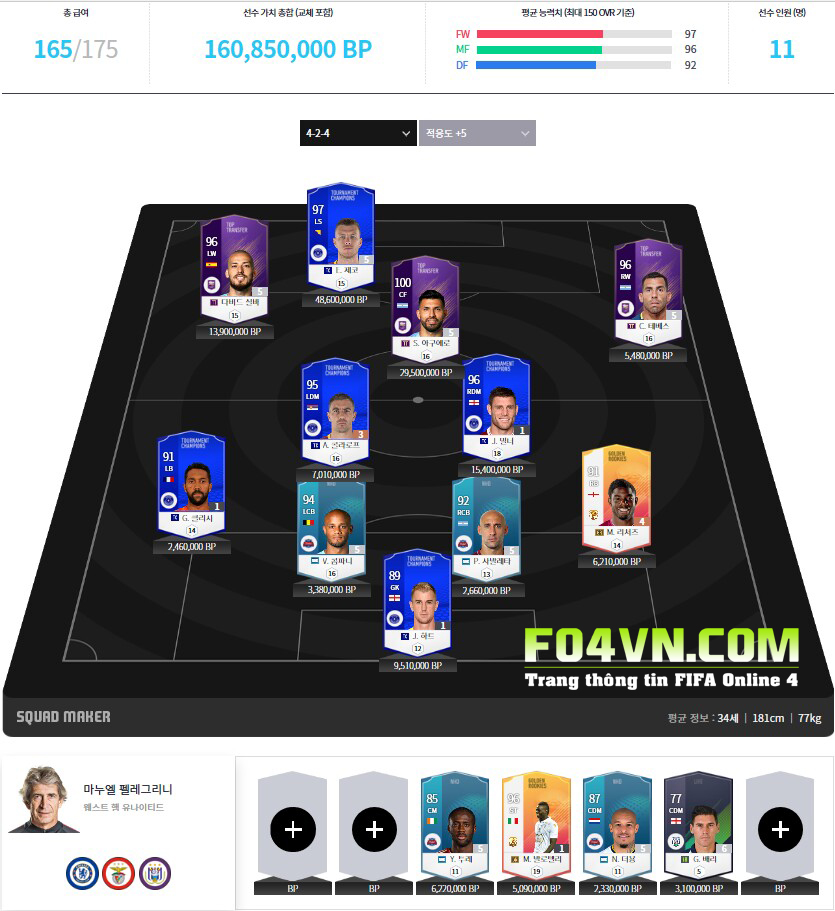 총 급여
선수 가치 총합 (교체 포함)
평균 능력치 (최대 150 OVR 기준)
선수 인원 (명)
165/175
160,850,000 BP
FW 97
MF 96
DF 92
11
4-2-4
적응도 +5
TOURNAMENT CHAMPIONS
97
LS
5
E. 제코
15
48,600,000 BP
TOP TRANSFER
96
LW
5
다비드 실바
15
13,900,000 BP
TOP TRANSFER
96
RW
5
C. 테베스
16
5,480,000 BP
TOP TRANSFER
100
CF
5
S. 아구에로
16
29,500,000 BP
TOURNAMENT CHAMPIONS
95
LDM
3
A. 콜라로프
16
7,010,000 BP
TOURNAMENT CHAMPIONS
96
RDM
1
J. 밀너
18
15,400,000 BP
TOURNAMENT CHAMPIONS
91
LB
1
G. 클리시
14
2,460,000 BP
GOLDEN ROOKIES
91
RB
4
M. 리차즈
14
6,210,000 BP
NHD
94
LCB
5
V. 콤파니
16
3,380,000 BP
NHD
92
RCB
5
P. 사발레타
13
2,660,000 BP
TOURNAMENT CHAMPIONS
89
GK
1
J. 하트
12
9,510,000 BP
FO4VN.COM
Trang thông tin FIFA Online 4
SQUAD MAKER
평균 정보 : 34세 | 181cm | 77kg
마누엘 펠레그리니
웨스트 햄 유나이티드
BP
BP
NHD
85
CM
5
Y. 투레
11
6,220,000 BP
GOLDEN ROOKIES
96
ST
1
M. 발로텔리
19
5,090,000 BP
NHD
87
CDM
5
N. 더용
11
2,330,000 BP
77
CDM
6
G. 배리
5
3,100,000 BP
BP